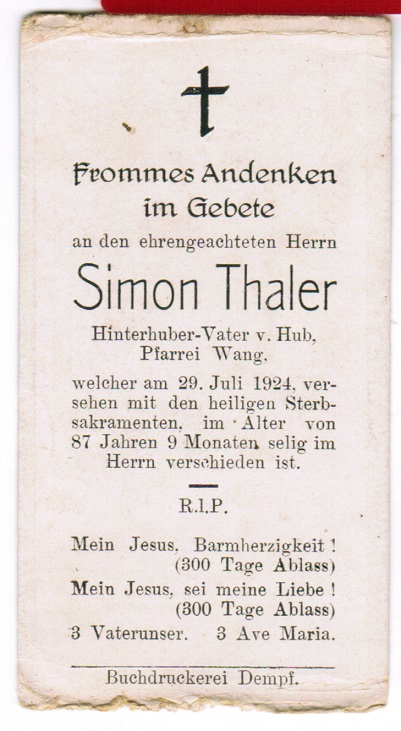 Frommes Andenken
im Gebete
an den ehrengeachteten Herrn
Simon Thaler
Hinterhuber-Vater v. Hub,
Pfarrei Wang,
welcher am 29. Juli 1924, ver-
sehen mit den heiligen Sterb-
sakramenten, im Alter von
87 Jahren 9 Monaten selig im
Herrn verschieden ist.
R.I.P.
Mein Jesus, Barmherzigkeit!
(300 Tage Ablass)
Mein Jesus, sei meine Liebe!
(300 Tage Ablass)
3 Vaterunser. 3 Ave Maria.
Buchdruckerei Dempf.